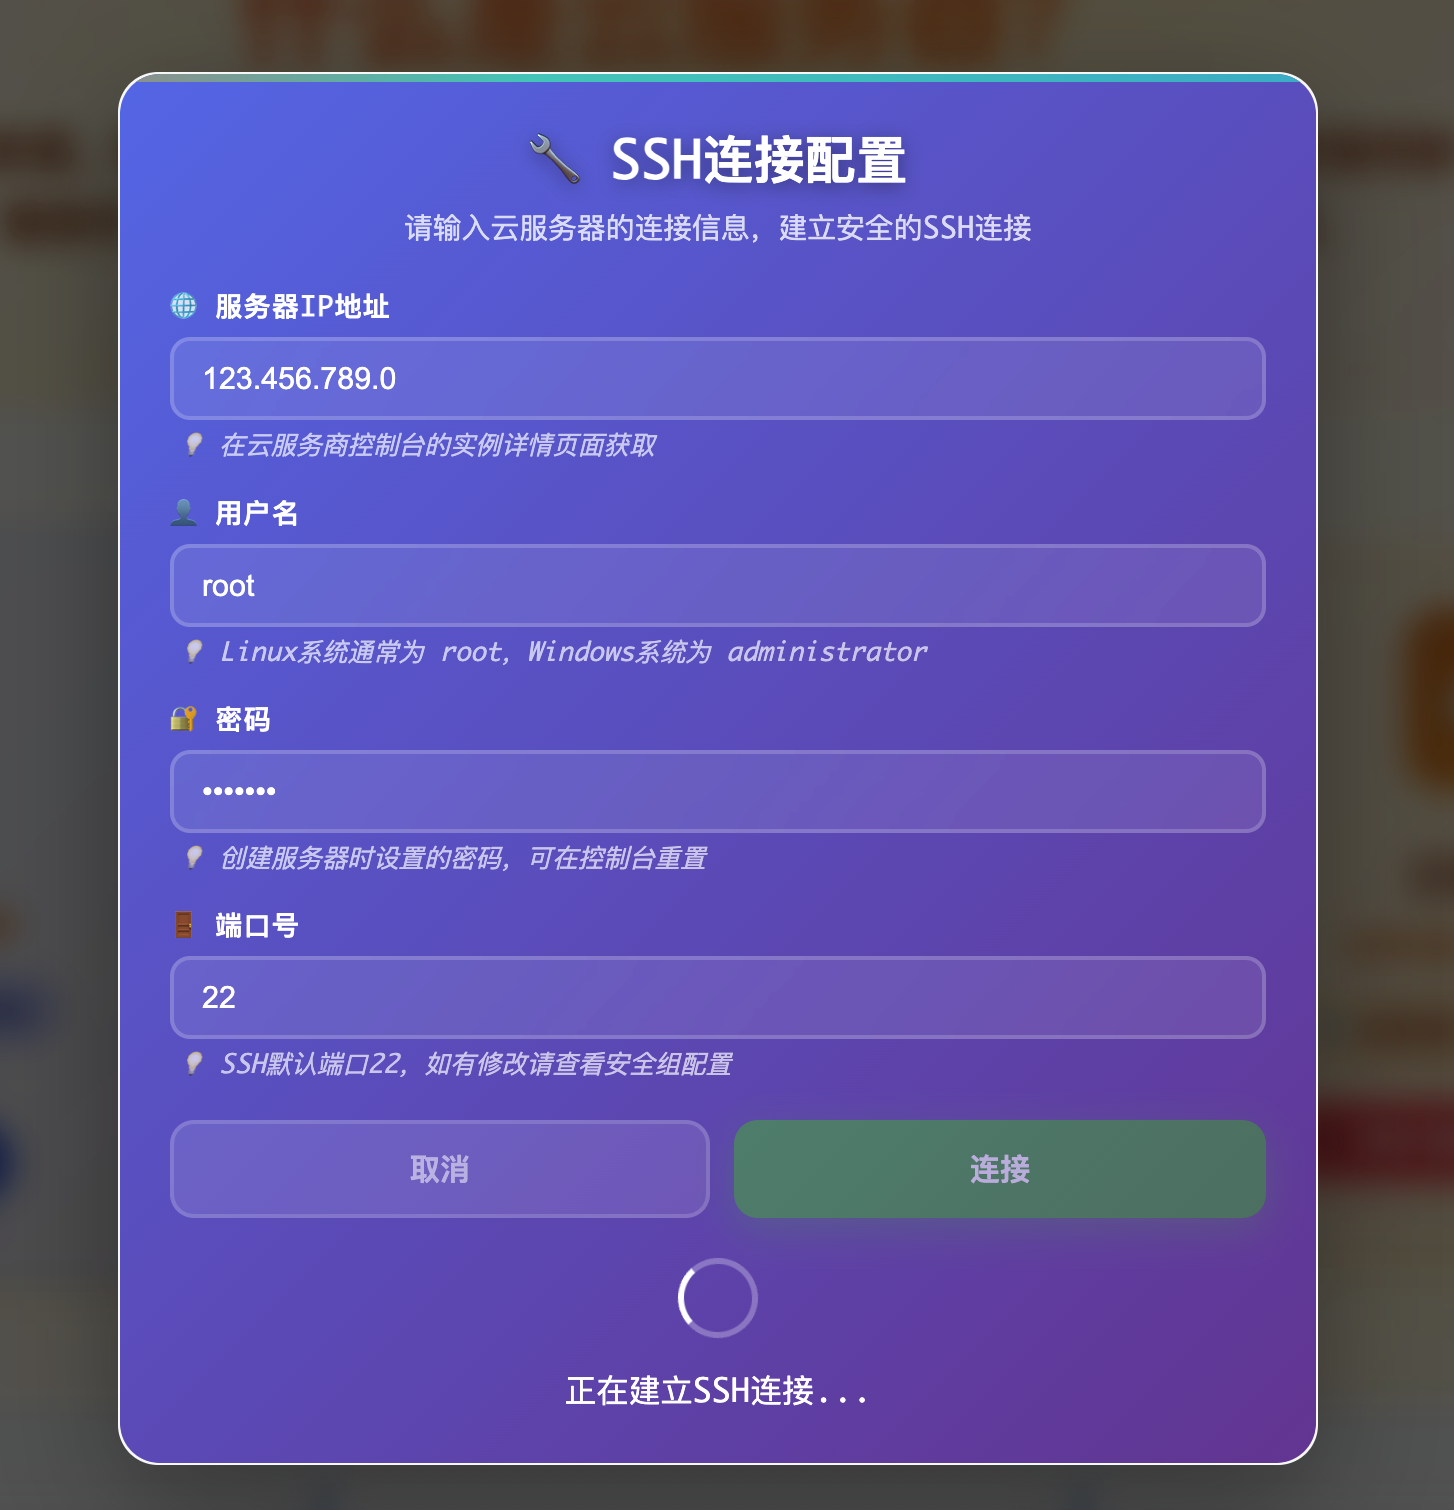 SSH连接配置
请输入云服务器的连接信息，建立安全的SSH连接
服务器IP地址
123.456.789.0
在云服务商控制台的实例详情页面获取
用户名
root
Linux系统通常为 root，Windows系统为 administrator
密码
•••••••
创建服务器时设置的密码，可在控制台重置
端口号
22
SSH默认端口22，如有修改请查看安全组配置
取消
连接
正在建立SSH连接...